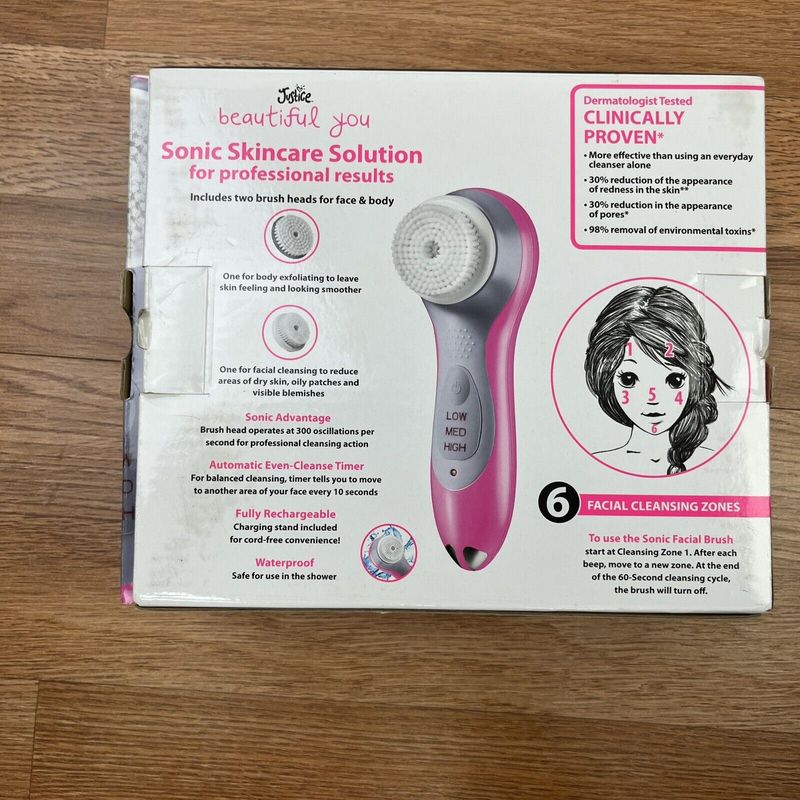 Justice
beautiful you
Sonic Skincare Solution
for professional results
Includes two brush heads for face & body
One for body exfoliating to leave
skin feeling and looking smoother
One for facial cleansing to reduce
areas of dry skin, oily patches and
visible blemishes
Sonic Advantage
Brush head operates at 300 oscillations per
second for professional cleansing action
Automatic Even-Cleanse Timer
For balanced cleansing, timer tells you to move
to another area of your face every 10 seconds
Fully Rechargeable
Charging stand included
for cord-free convenience!
Waterproof
Safe for use in the shower
LOW
MED
HIGH
Dermatologist Tested
CLINICALLY
PROVEN*
• More effective than using an everyday
cleanser alone
• 30% reduction of the appearance
of redness in the skin**
• 30% reduction in the appearance
of pores*
• 98% removal of environmental toxins*
1 2
3 5 4
6
6 FACIAL CLEANSING ZONES
To use the Sonic Facial Brush
start at Cleansing Zone 1. After each
beep, move to a new zone. At the end
of the 60-Second cleansing cycle,
the brush will turn off.